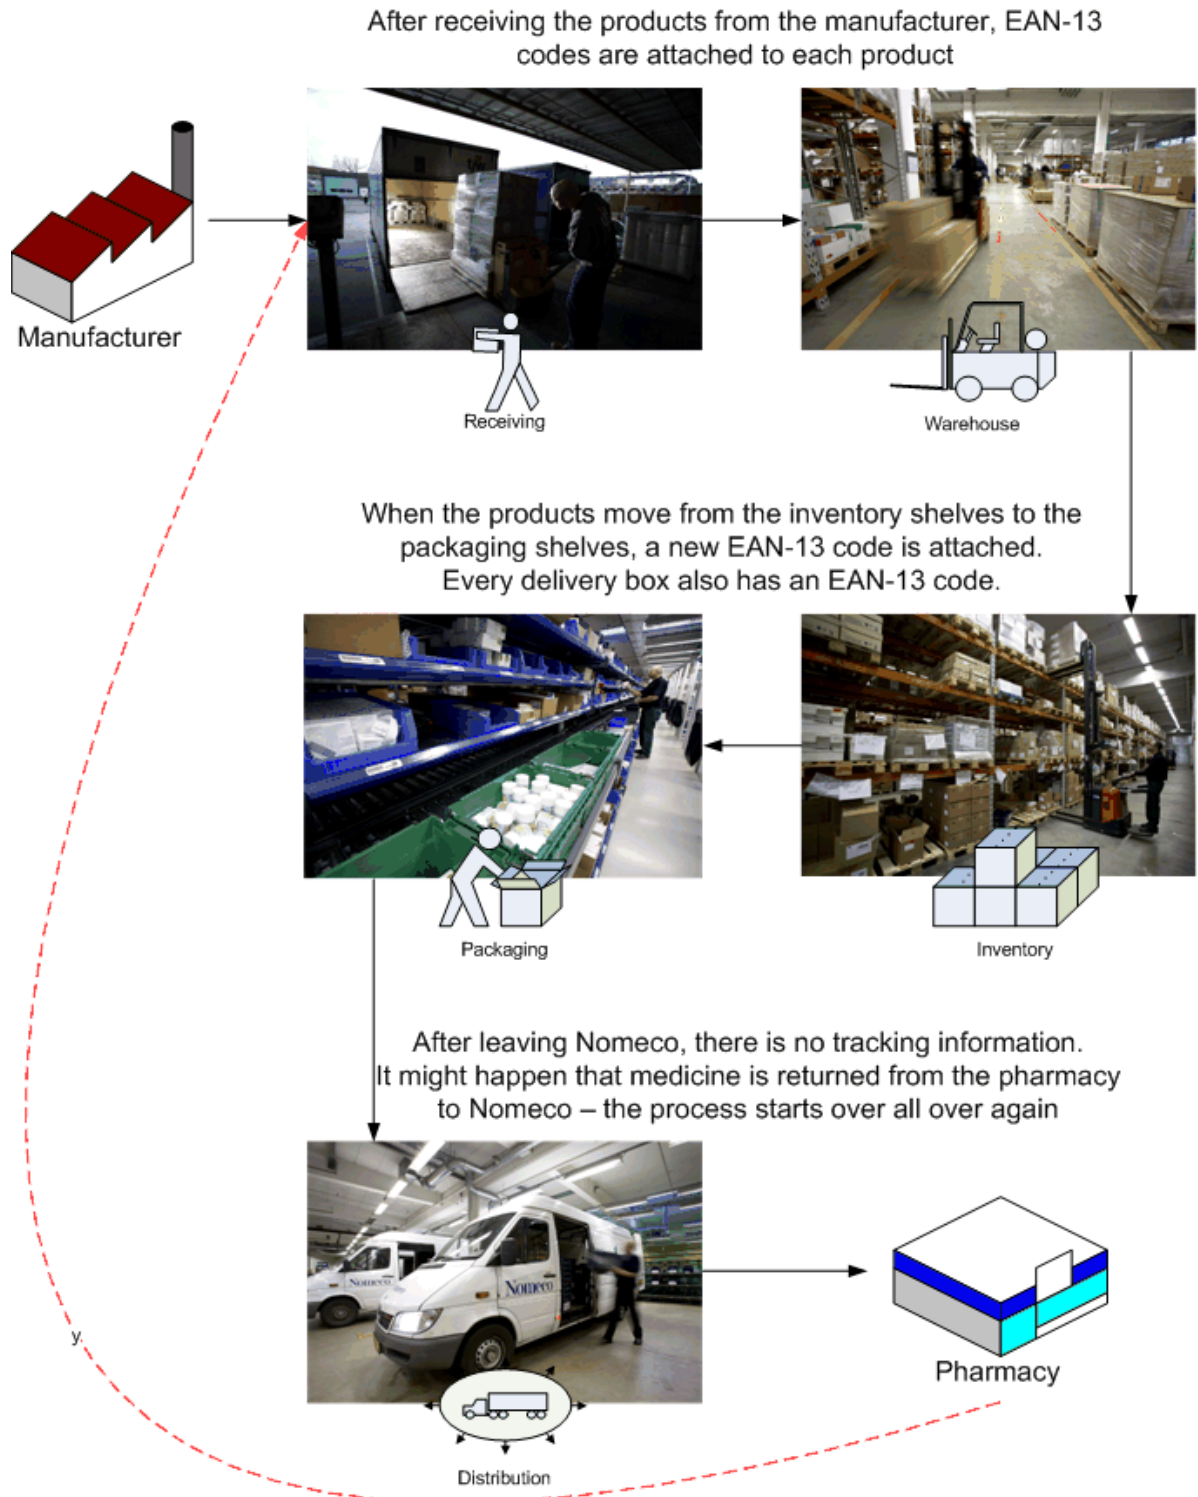 After receiving the products from the manufacturer, EAN-13
codes are attached to each product
Manufacturer
Receiving
Warehouse
When the products move from the inventory shelves to the
packaging shelves, a new EAN-13 code is attached.
Every delivery box also has an EAN-13 code.
Packaging
Inventory
After leaving Nomeco, there is no tracking information.
It might happen that medicine is returned from the pharmacy
to Nomeco – the process starts over all over again
Nomeco
Nomeco
y
Pharmacy
Distribution